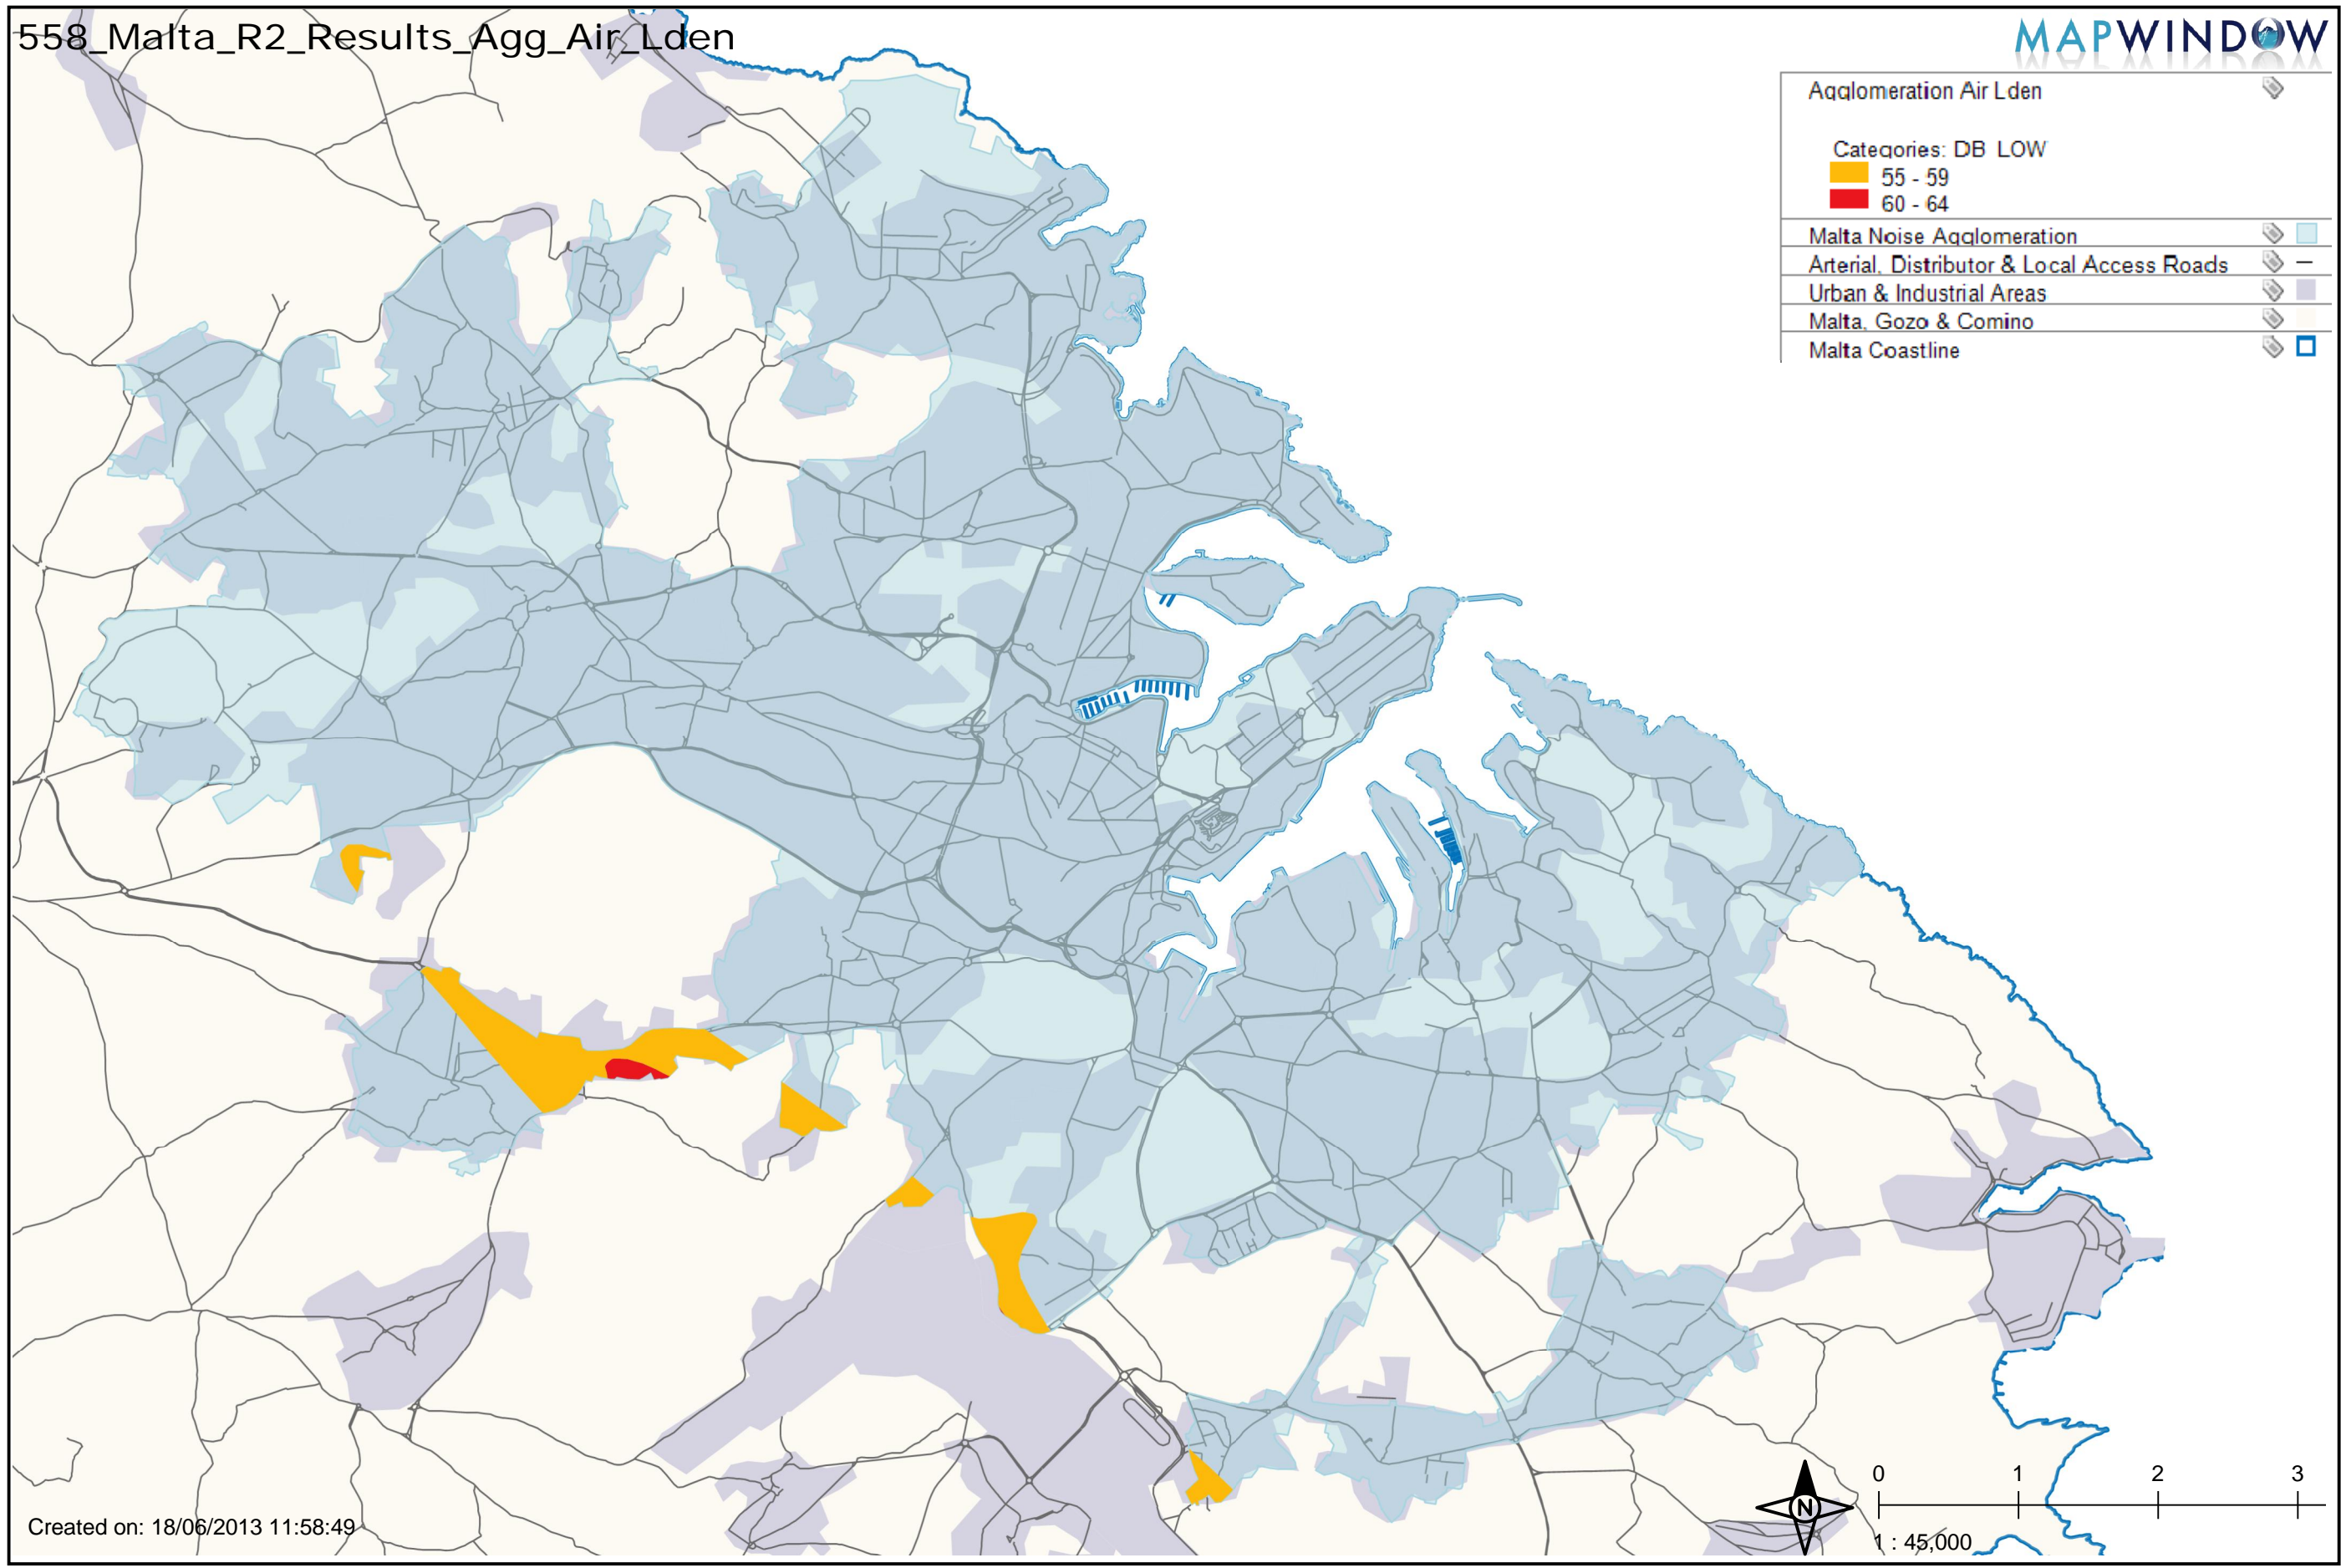 558_Malta_R2_Results_Agg_Air_Lden
MAPWINDOW
Agglomeration Air Lden
Categories: DB_LOW
55 - 59
60 - 64
Malta Noise Agglomeration
Arterial, Distributor & Local Access Roads
Urban & Industrial Areas
Malta, Gozo & Comino
Malta Coastline
0 1 2 3
N
1 : 45,000
Created on: 18/06/2013 11:58:49